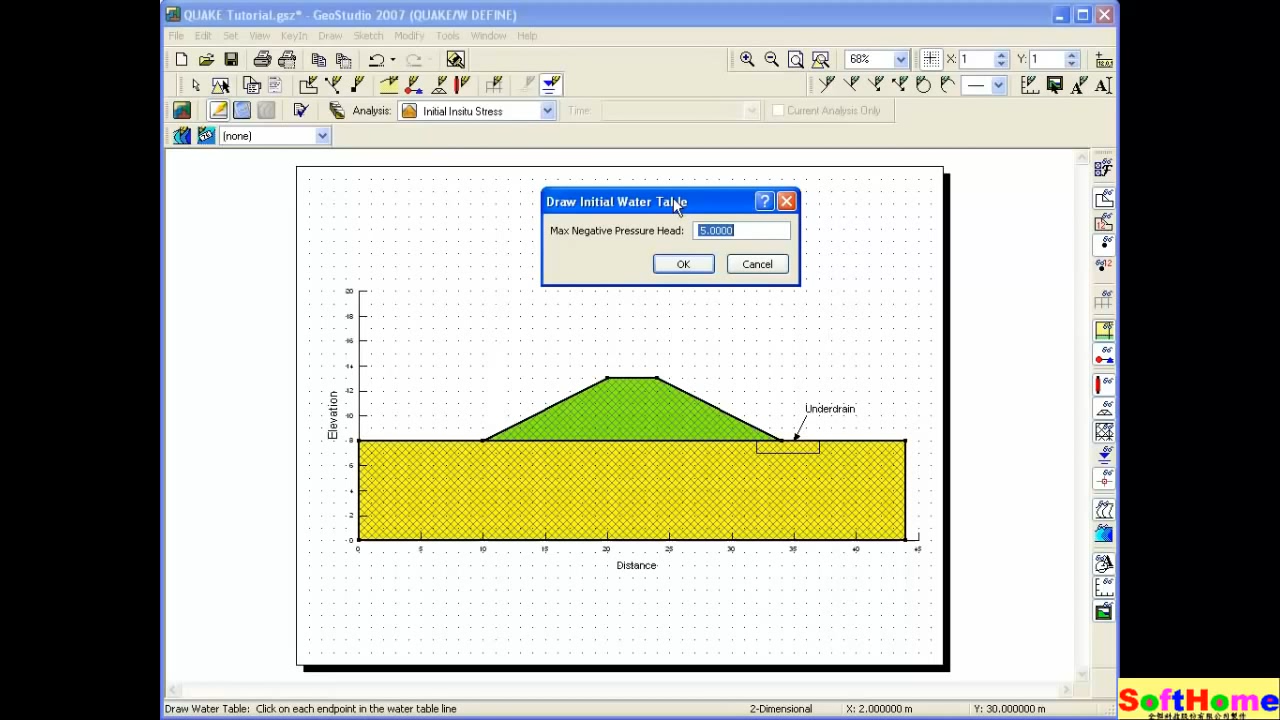 QUAKE Tutorial.gsz* - GeoStudio 2007 (QUAKE/W DEFINE)
File Edit Set View KeyIn Draw Sketch Modify Tools Window Help
68% X: 1 Y: 1
Analysis: Initial Insitu Stress Time: Current Analysis Only
(none)
Draw Initial Water Table
Max Negative Pressure Head: 5.0000
OK Cancel
20
18
16
14
12
10
8
6
4
2
0
Elevation
Underdrain
0 5 10 15 20 25 30 35 40 45
Distance
Draw Water Table: Click on each endpoint in the water table line
2-Dimensional X: 2.000000 m Y: 30.000000 m
SoftHome